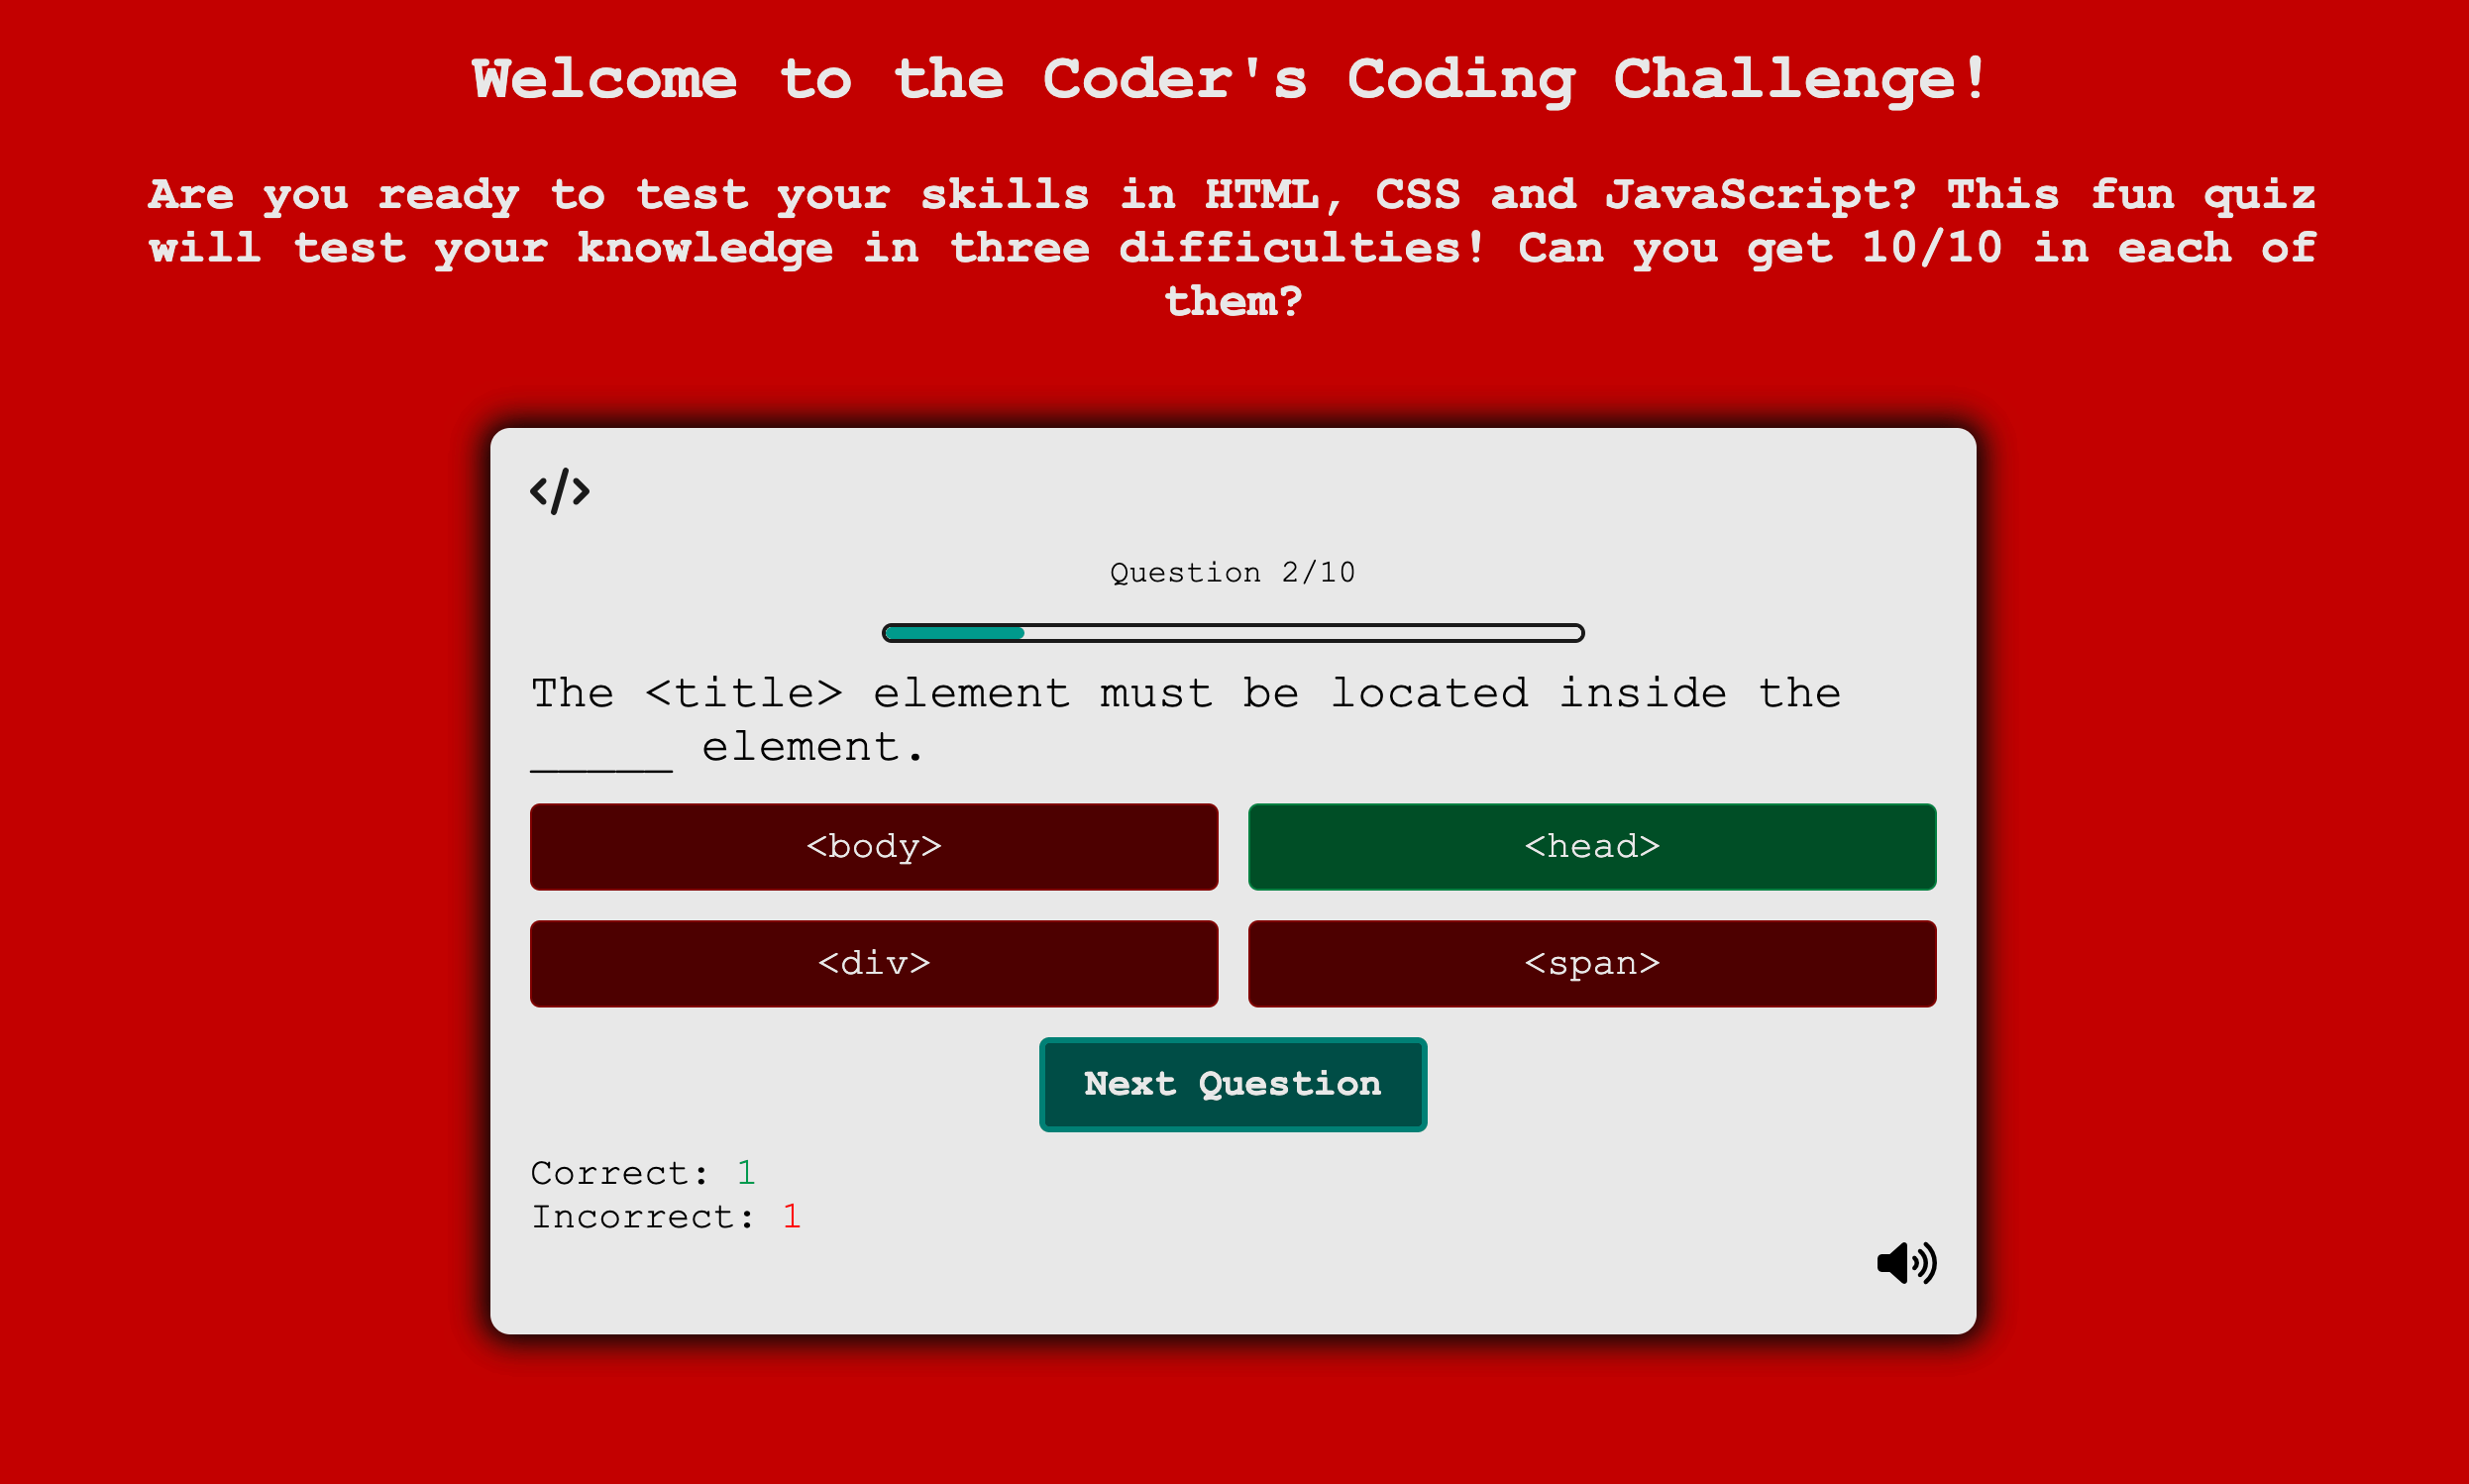 Welcome to the Coder's Coding Challenge!
Are you ready to test your skills in HTML, CSS and JavaScript? This fun quiz
will test your knowledge in three difficulties! Can you get 10/10 in each of
them?
</>
Question 2/10
The <title> element must be located inside the
_____ element.
<body>
<head>
<div>
<span>
Next Question
Correct: 1
Incorrect: 1